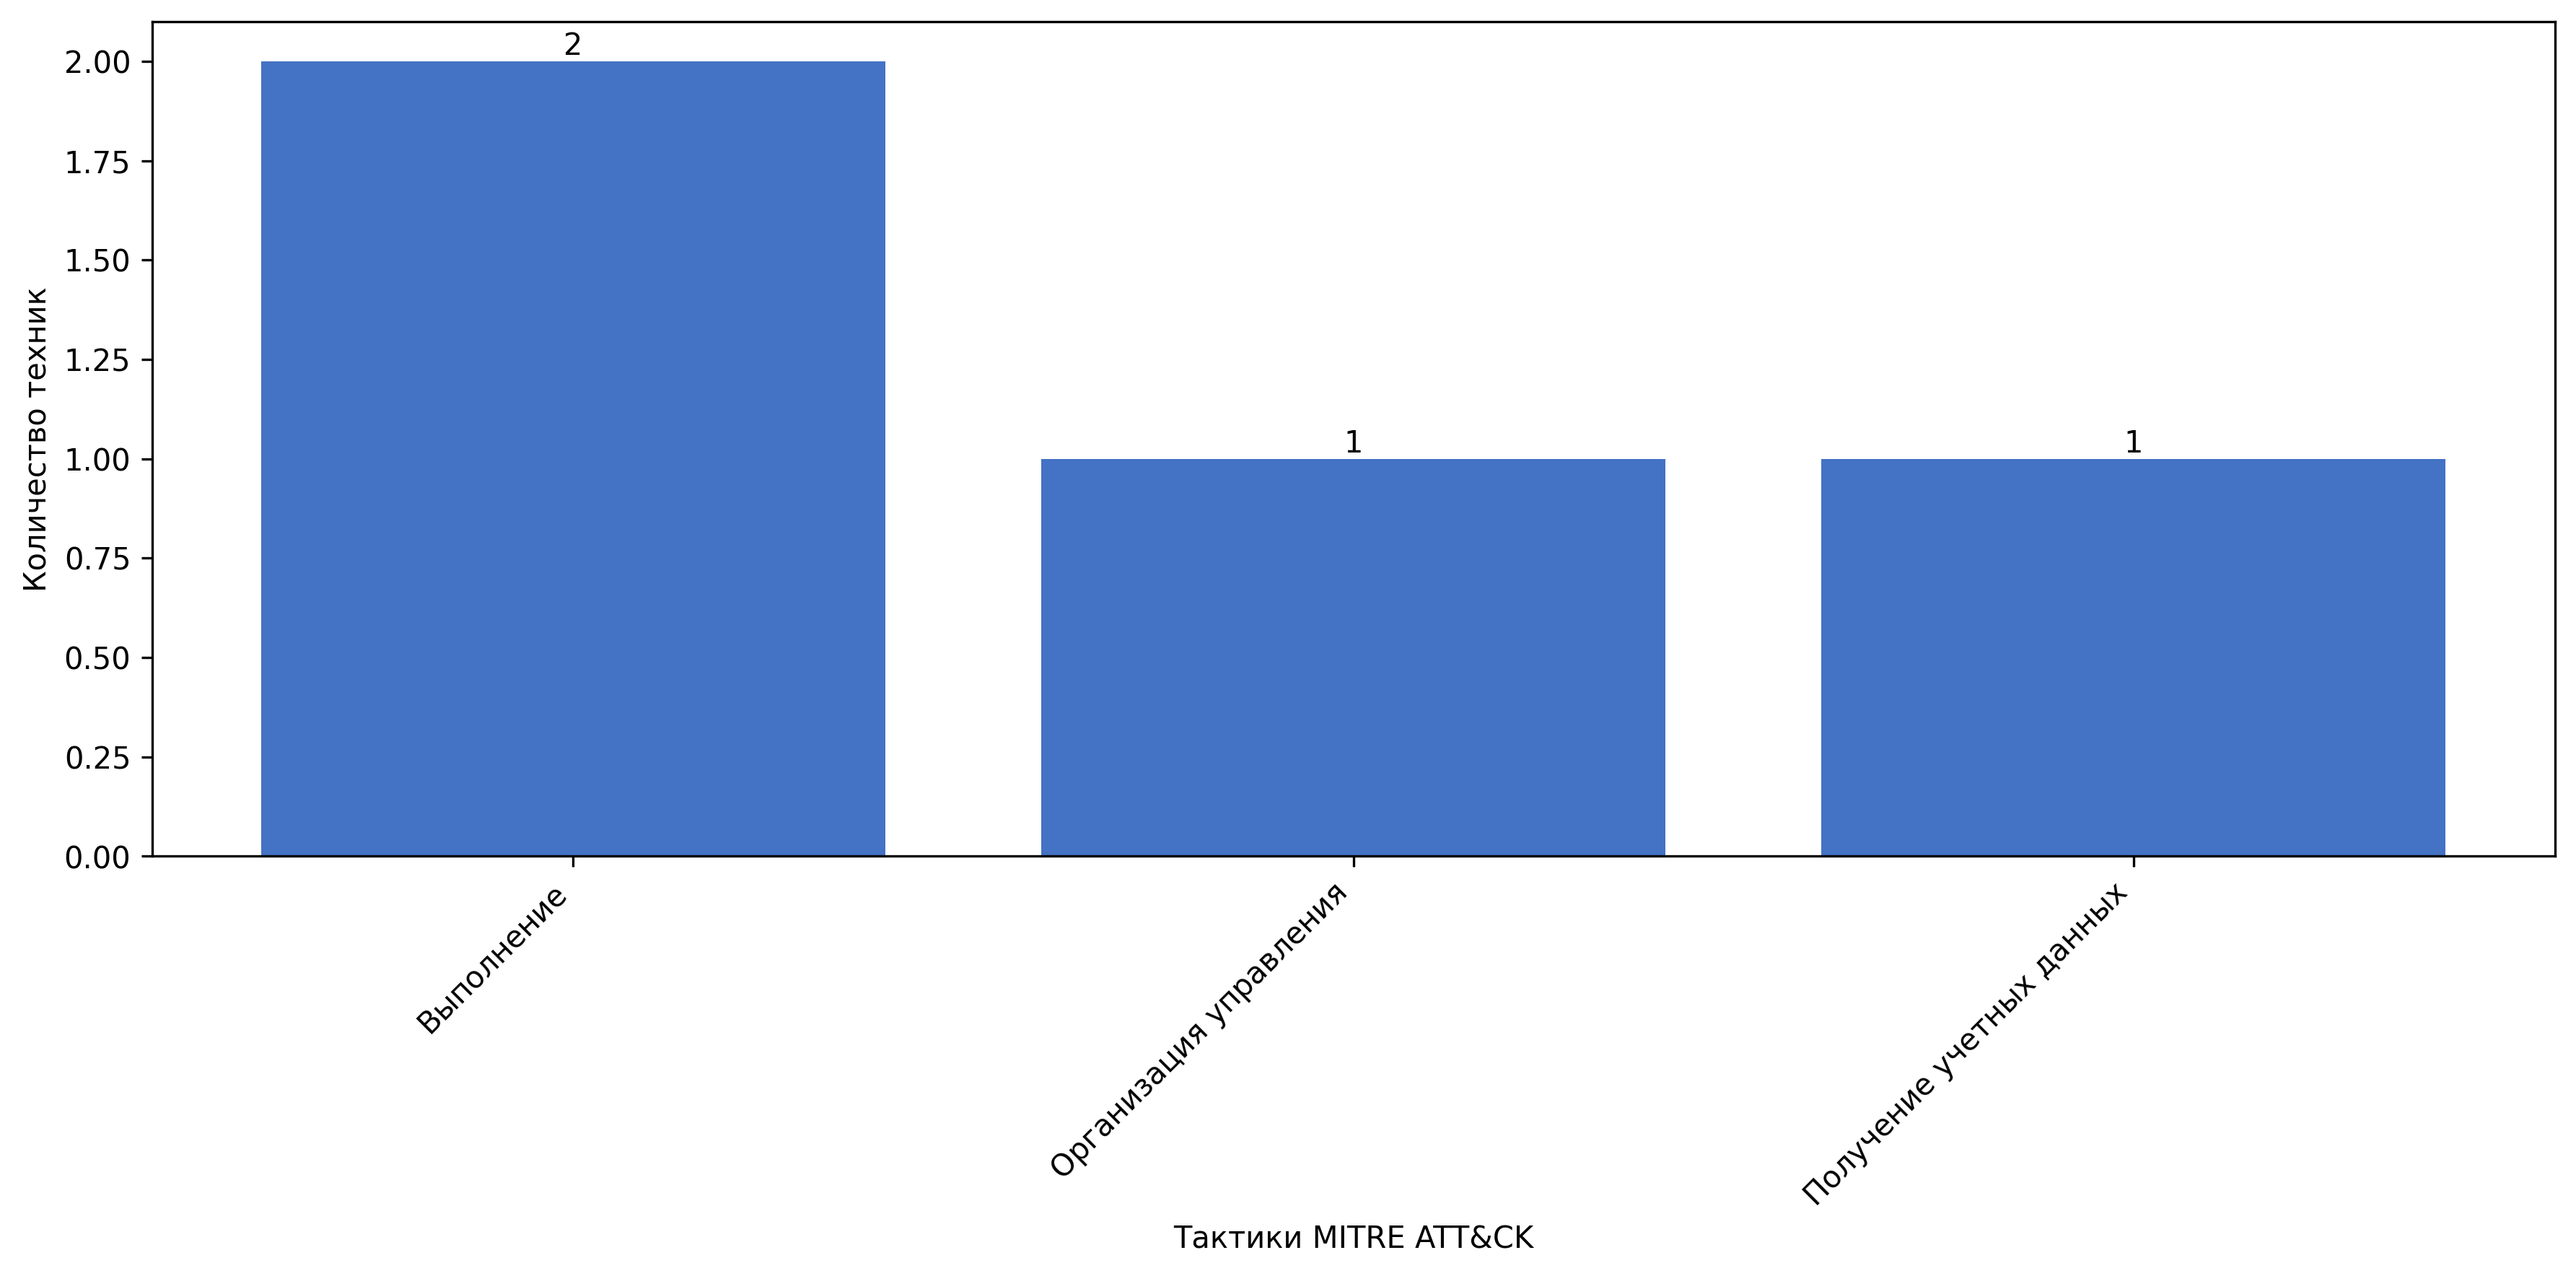 Количество техник
2.00
1.75
1.50
1.25
1.00
0.75
0.50
0.25
0.00
2
1
1
Выполнение
Организация управления
Получение учетных данных
Тактики MITRE ATT&CK